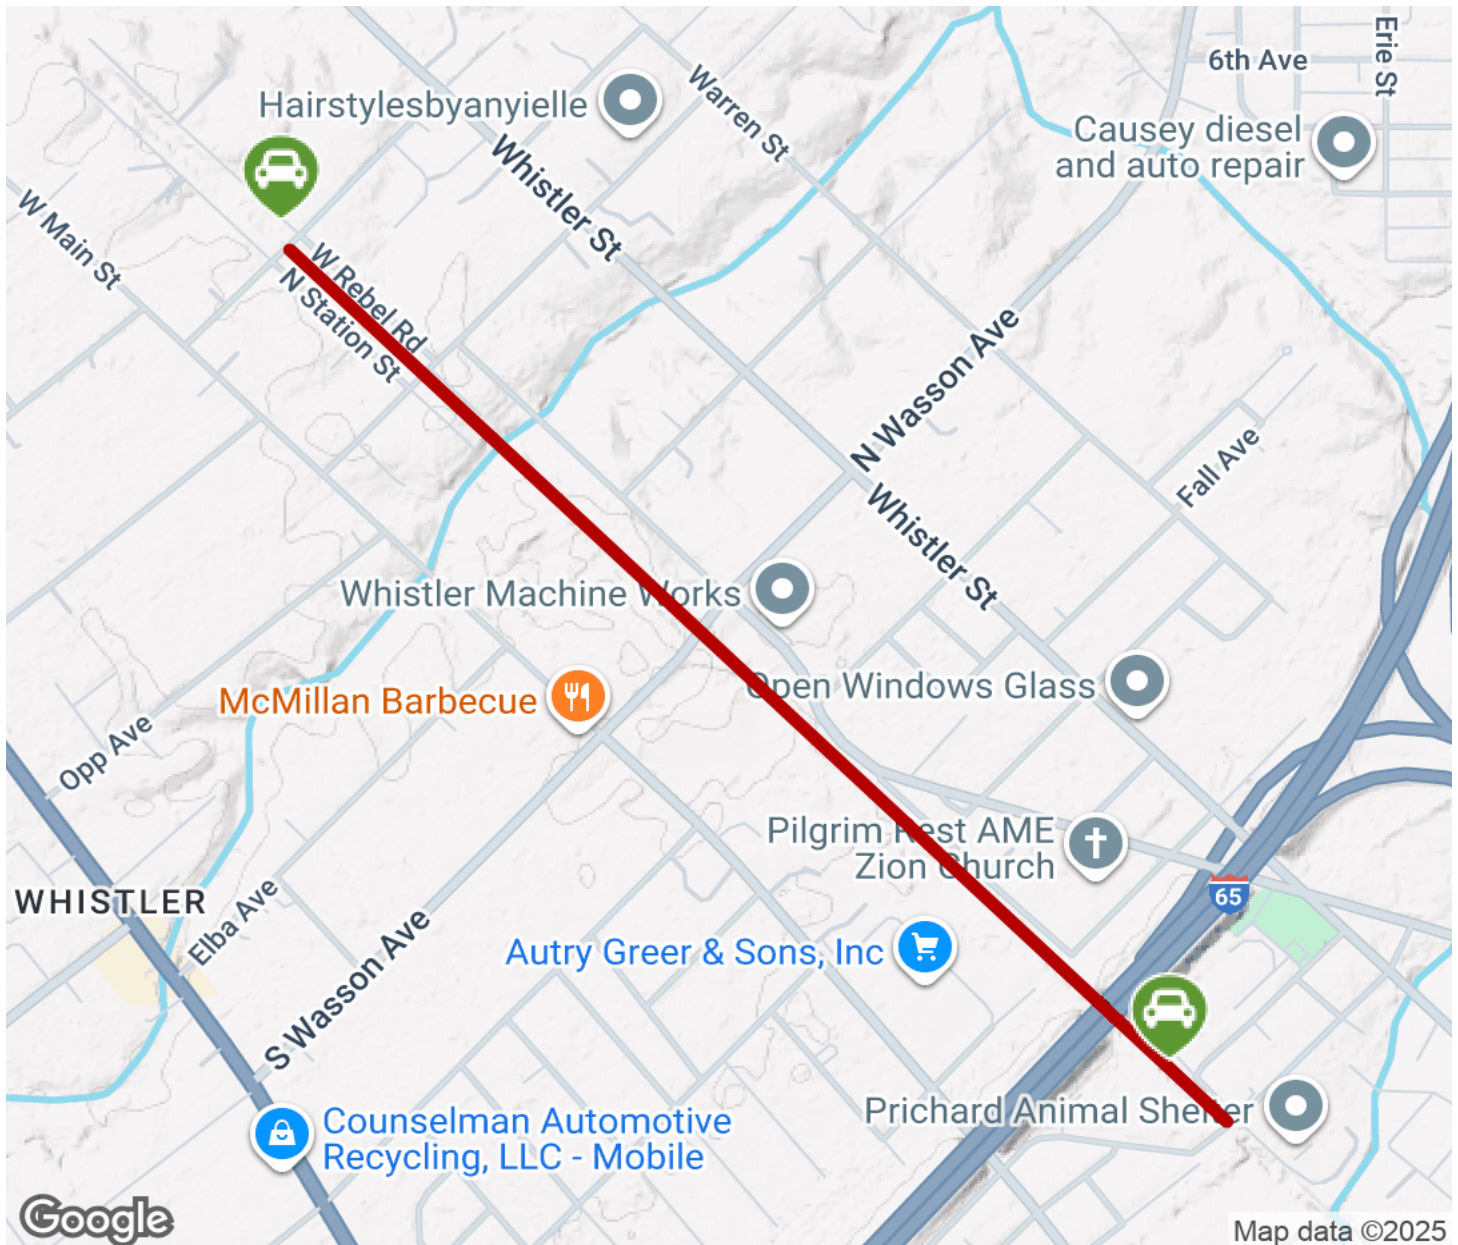 6th Ave
Erie St
Hairstylesbyanyielle
Warren St
Causey diesel
and auto repair
Whistler St
W Main St
W Rebel Rd
N Station St
N Wasson Ave
Fall Ave
Whistler St
Whistler Machine Works
Open Windows Glass
McMillan Barbecue
Opp Ave
Pilgrim Rest AME
Zion Church
WHISTLER
65
Elba Ave
S Wasson Ave
Autry Greer & Sons, Inc
Prichard Animal Shelter
Counselman Automotive
Recycling, LLC - Mobile
Google
Map data ©2025